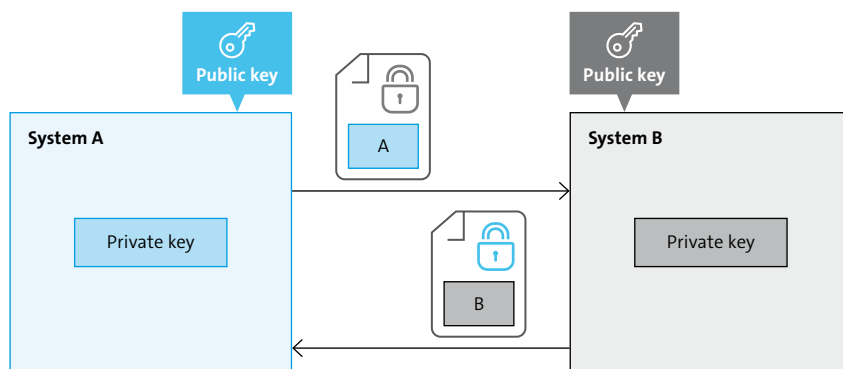 Public key
Public key
System A
A
System B
Private key
Private key
B